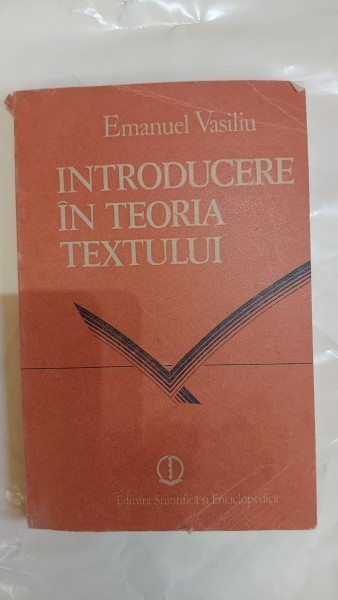 Emanuel Vasiliu
INTRODUCERE
ÎN TEORIA
TEXTULUI
Editura Științifică și Enciclopedică